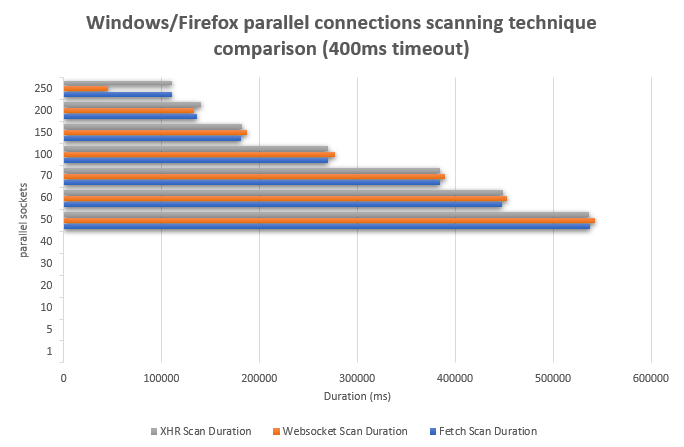 Windows/Firefox parallel connections scanning technique
comparison (400ms timeout)
parallel sockets
250
200
150
100
70
60
50
40
30
20
10
5
1
0 100000 200000 300000 400000 500000 600000
Duration (ms)
XHR Scan Duration Websocket Scan Duration Fetch Scan Duration